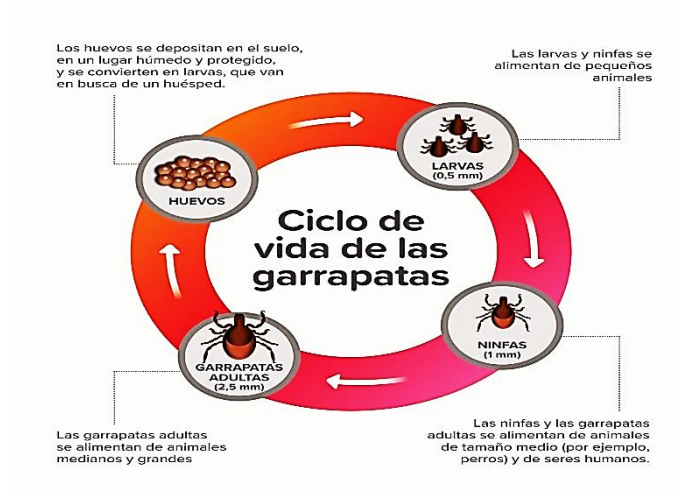 Los huevos se depositan en el suelo,
en un lugar húmedo y protegido,
y se convierten en larvas, que van
en busca de un huésped.
Las larvas y ninfas se
alimentan de pequeños
animales
HUEVOS
LARVAS
(0,5 mm)
Ciclo de
vida de las
garrapatas
GARRAPATAS
ADULTAS
(2,5 mm)
NINFAS
(1 mm)
Las garrapatas adultas
se alimentan de animales
medianos y grandes
Las ninfas y las garrapatas
adultas se alimentan de animales
de tamaño medio (por ejemplo,
perros) y de seres humanos.